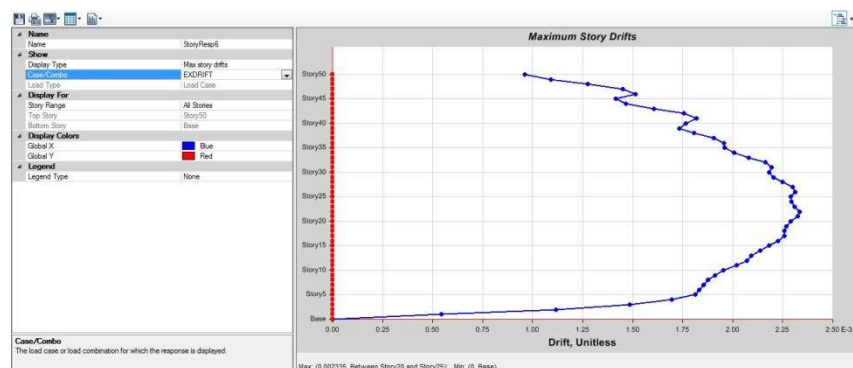 Name
Name StoryResp6
Show
Display Type Max story drifts
Case/Combo EXDRIFT
Load Type Load Case
Display For
Story Range All Stories
Top Story Story50
Bottom Story Base
Display Colors
Global X Blue
Global Y Red
Legend
Legend Type None
Case/Combo
The load case or load combination for which the response is displayed.
Maximum Story Drifts
Story50
Story45
Story40
Story35
Story30
Story25
Story20
Story15
Story10
Story5
Base
0.00 0.25 0.50 0.75 1.00 1.25 1.50 1.75 2.00 2.25 2.50 E-3
Drift, Unitless
Max: (0.002335, Between Story20 and Story25); Min: (0, Base)